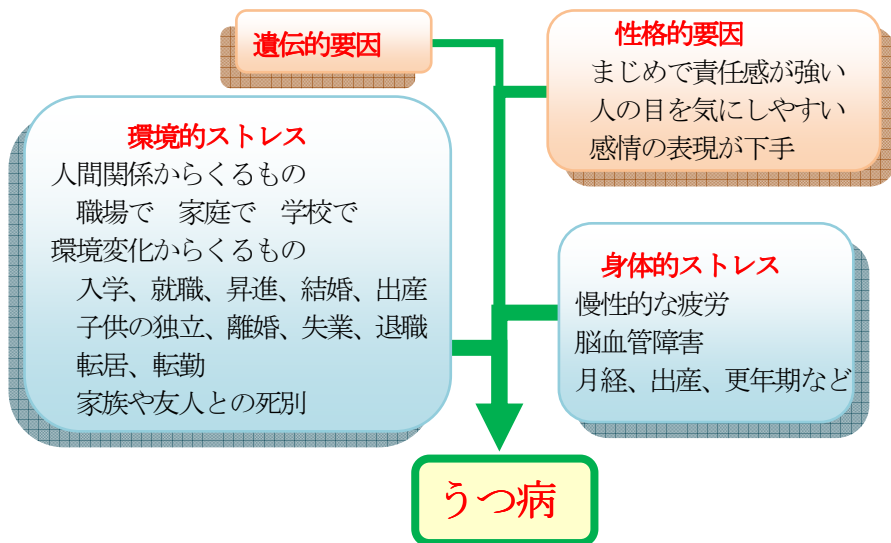 遺伝的要因
性格的要因
まじめで責任感が強い
人の目を気にしやすい
感情の表現が下手
環境的ストレス
人間関係からくるもの
職場で　家庭で　学校で
環境変化からくるもの
入学、就職、昇進、結婚、出産
子供の独立、離婚、失業、退職
転居、転勤
家族や友人との死別
身体的ストレス
慢性的な疲労
脳血管障害
月経、出産、更年期など
うつ病